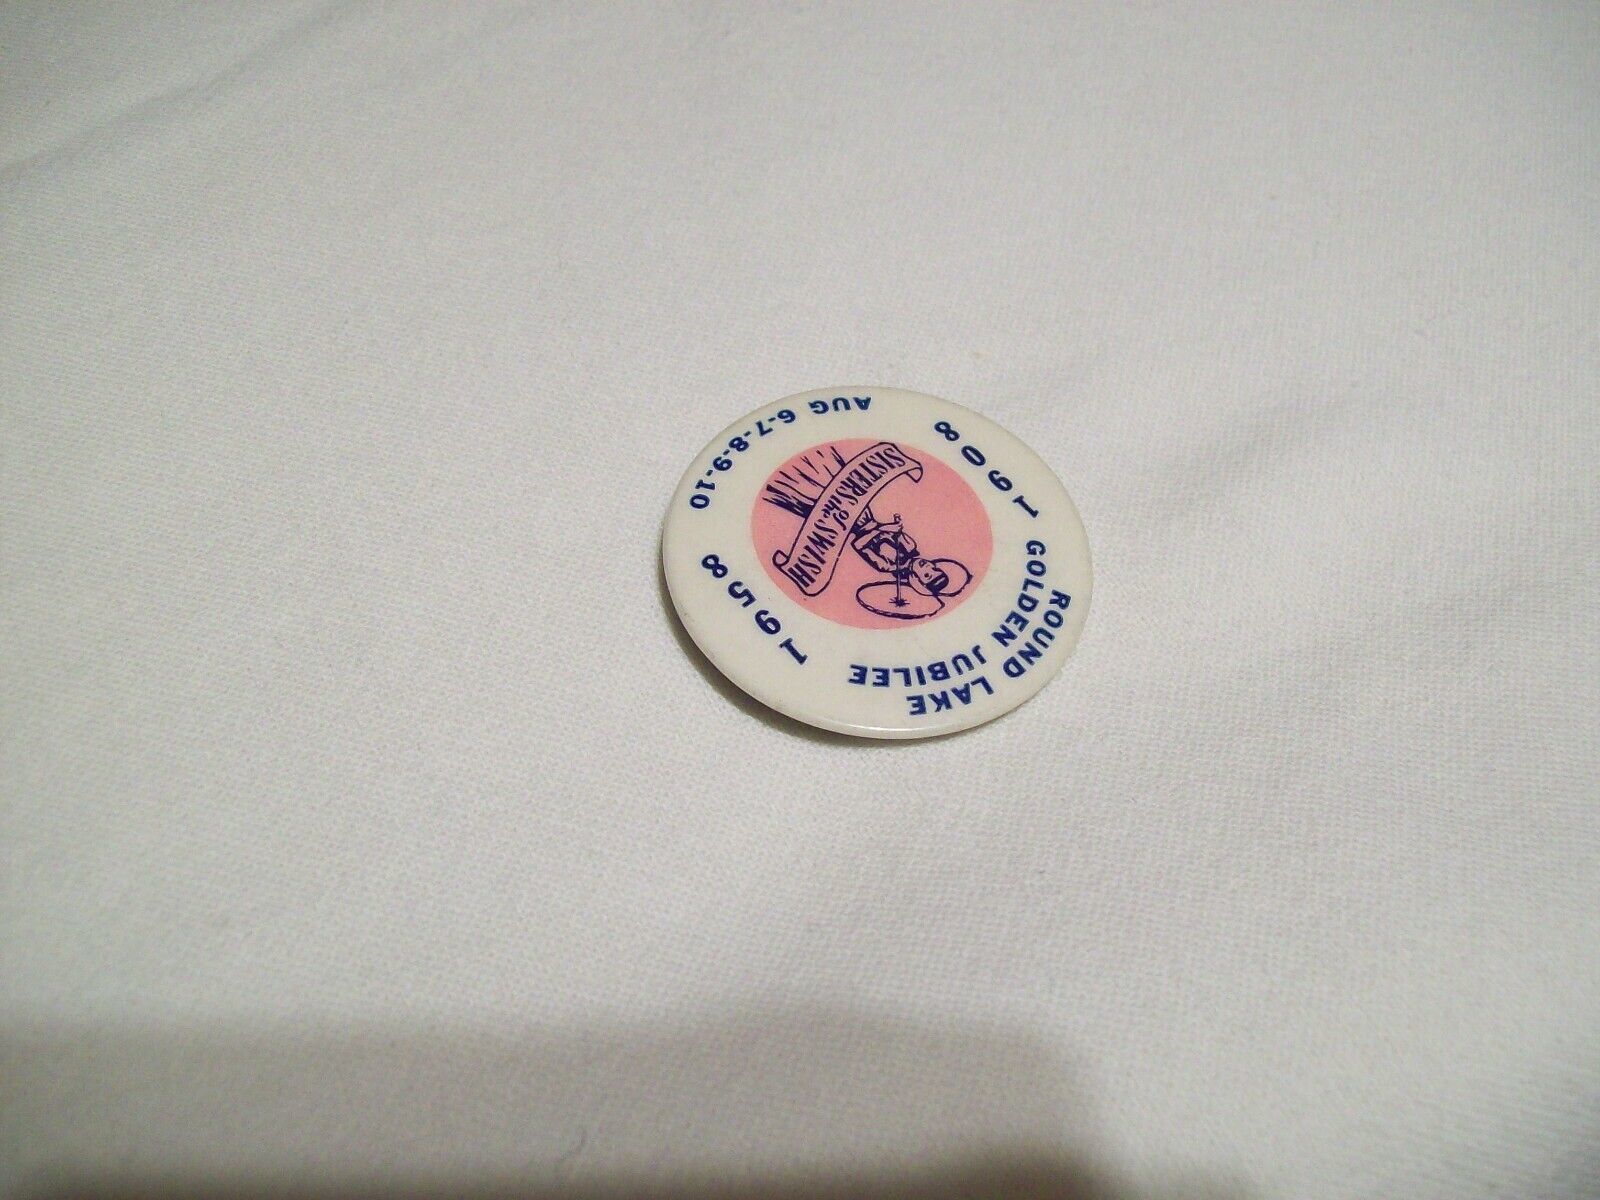 ROUND LAKE
GOLDEN JUBILEE
1908
1958
SISTERS of the SWISH
AUG 6-7-8-9-10